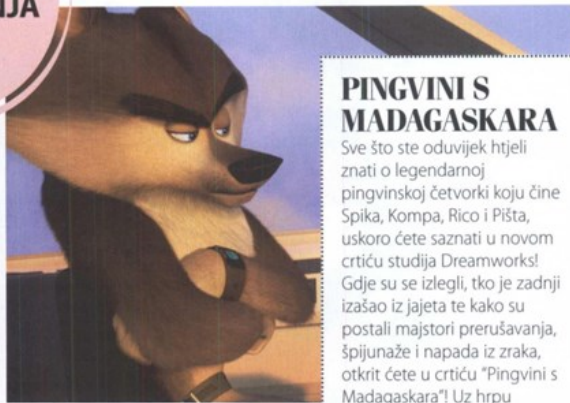 NJA
PINGVINI S
MADAGASKARA
Sve što ste oduvijek htjeli
znati o legendarnoj
pingvinskoj četvorki koju čine
Spika, Kompa, Rico i Pišta,
uskoro ćete saznati u novom
crtiću studija Dreamworks!
Gdje su se izlegli, tko je zadnji
izašao iz jajeta te kako su
postali majstori prerušavanja,
špijunaže i napada iz zraka,
otkrit ćete u crtiću "Pingvini s
Madagaskara"! Uz hrpu